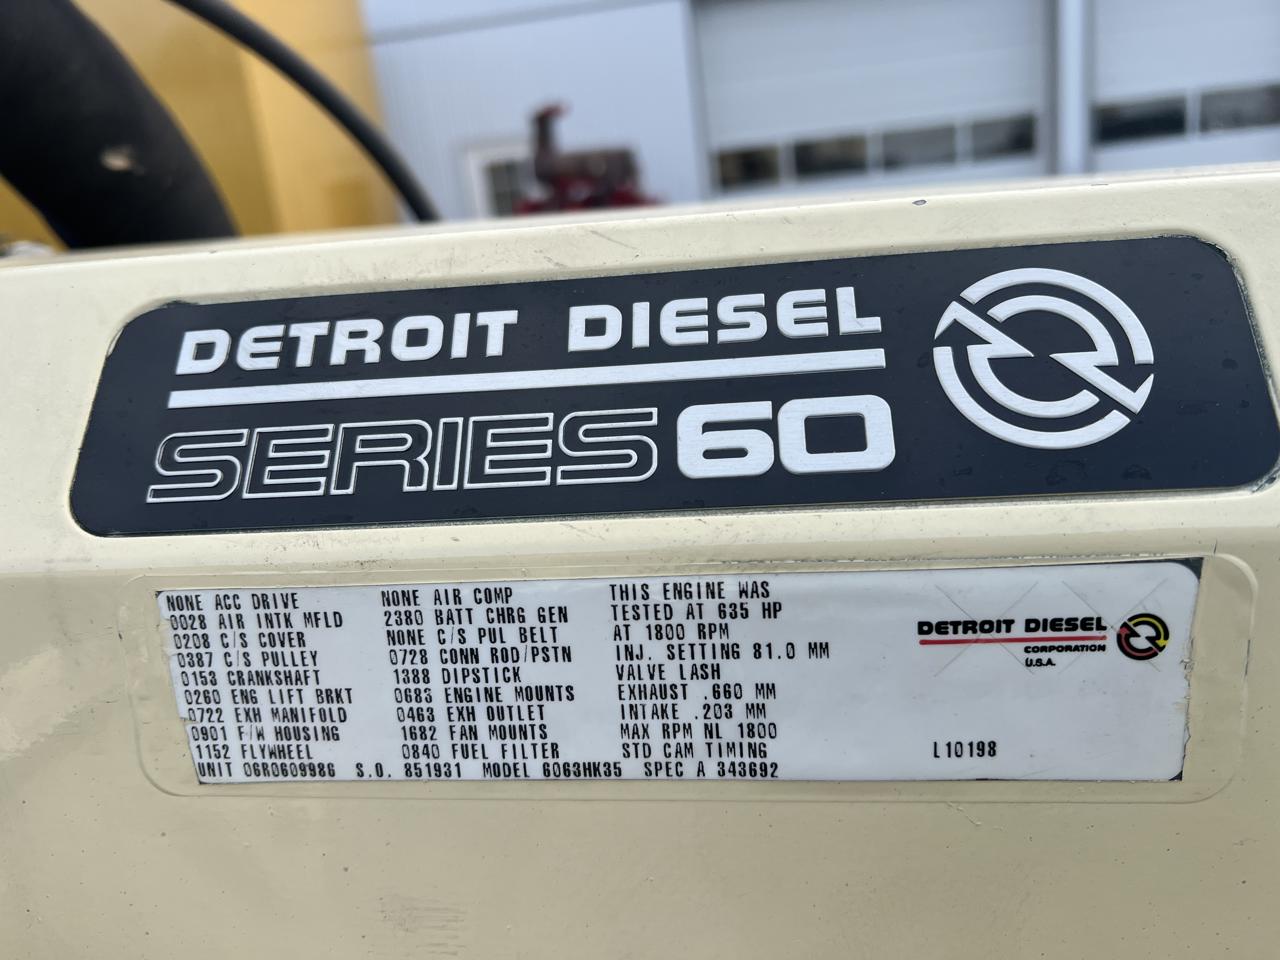 DETROIT DIESEL
SERIES 60
NONE ACC DRIVE
0028 AIR INTK MFLD
0208 C/S COVER
0387 C/S PULLEY
0153 CRANKSHAFT
0260 ENG LIFT BRKT
0722 EXH MANIFOLD
0901 F/W HOUSING
1152 FLYWHEEL
NONE AIR COMP
2380 BATT CHRG GEN
NONE C/S PUL BELT
0728 CONN ROD/PSTN
1388 DIPSTICK
0683 ENGINE MOUNTS
0463 EXH OUTLET
1682 FAN MOUNTS
0840 FUEL FILTER
THIS ENGINE WAS
TESTED AT 635 HP
AT 1800 RPM
INJ. SETTING 81.0 MM
VALVE LASH
EXHAUST .660 MM
INTAKE .203 MM
MAX RPM NL 1800
STD CAM TIMING
UNIT 06R0609986 S.O. 851931 MODEL 6063HK35 SPEC A 343692
DETROIT DIESEL
CORPORATION
U.S.A.
L10198